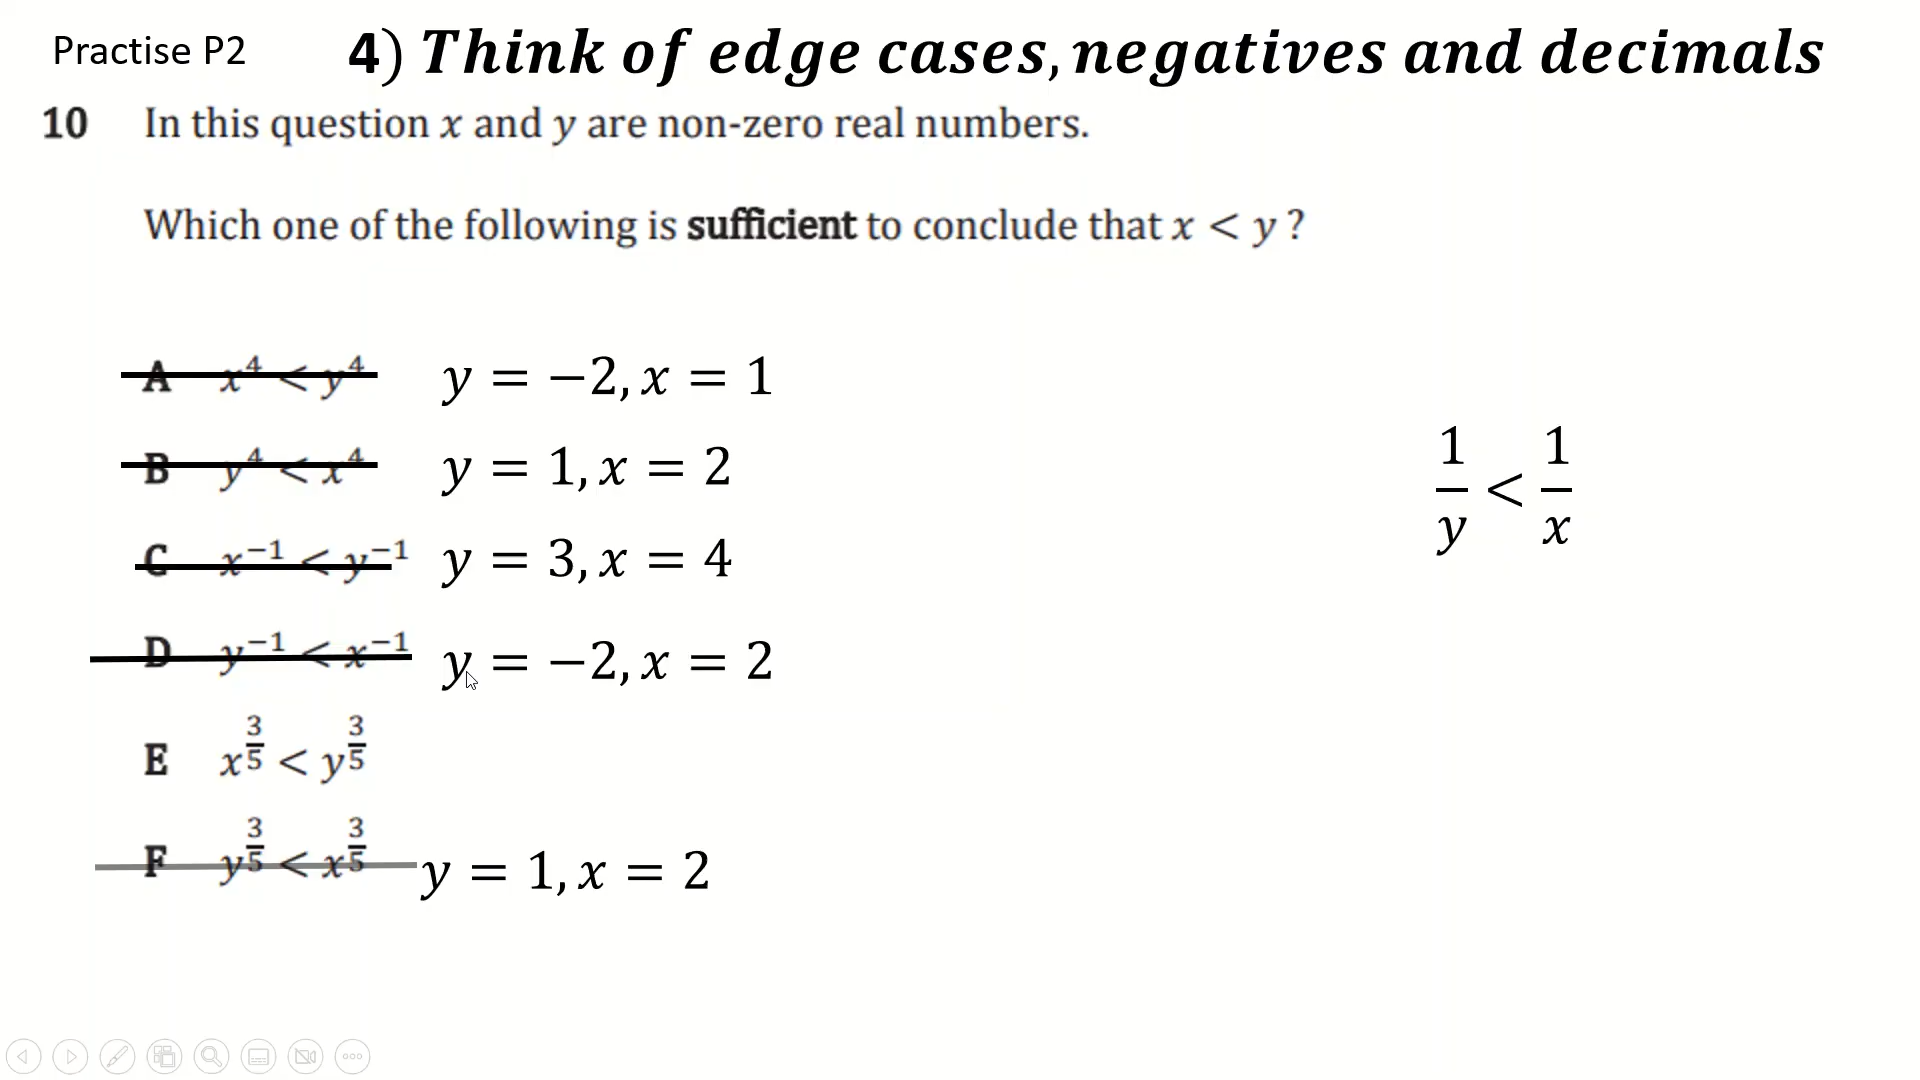 Practise P2
4) Think of edge cases, negatives and decimals
10 In this question x and y are non-zero real numbers.
Which one of the following is sufficient to conclude that x < y ?
A x⁴ < y⁴ y = −2, x = 1
B y⁴ < x⁴ y = 1, x = 2
C x⁻¹ < y⁻¹ y = 3, x = 4
1/y < 1/x
D y⁻¹ < x⁻¹ y = −2, x = 2
E x^(3/5) < y^(3/5)
F y^(3/5) < x^(3/5) y = 1, x = 2